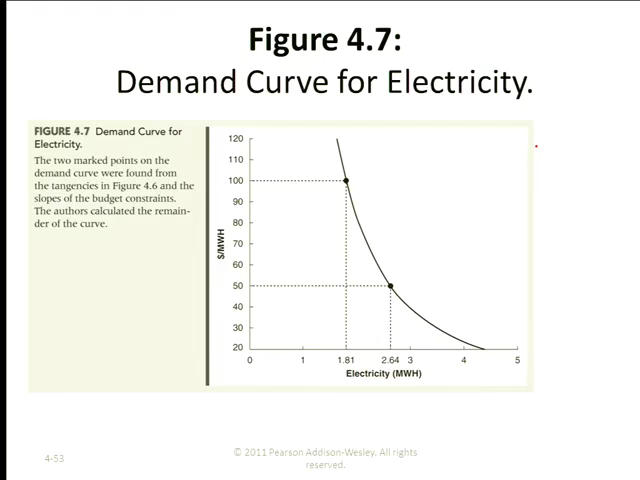 Figure 4.7:
Demand Curve for Electricity.
FIGURE 4.7 Demand Curve for
Electricity.
The two marked points on the
demand curve were found from
the tangencies in Figure 4.6 and the
slopes of the budget constraints.
The authors calculated the remain-
der of the curve.
$/MWH
120
110
100
90
80
70
60
50
40
30
20
0 1 1.81 2.64 3 4 5
Electricity (MWH)
4-53
© 2011 Pearson Addison-Wesley. All rights
reserved.